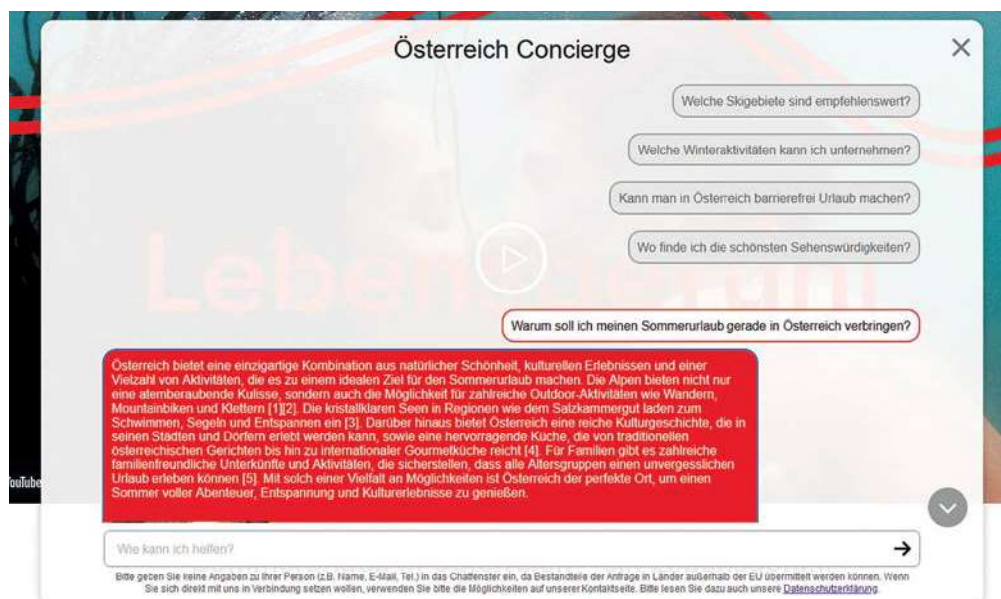 Österreich Concierge
Welche Skigebiete sind empfehlenswert?
Welche Winteraktivitäten kann ich unternehmen?
Kann man in Österreich barrierefrei Urlaub machen?
Wo finde ich die schönsten Sehenswürdigkeiten?
Lebensgefühl
Warum soll ich meinen Sommerurlaub gerade in Österreich verbringen?
Österreich bietet eine einzigartige Kombination aus natürlicher Schönheit, kulturellen Erlebnissen und einer
Vielzahl von Aktivitäten, die es zu einem idealen Ziel für den Sommerurlaub machen. Die Alpen bieten nicht nur
eine atemberaubende Kulisse, sondern auch die Möglichkeit für zahlreiche Outdoor-Aktivitäten wie Wandern,
Mountainbiken und Klettern [1][2]. Die kristallklaren Seen in Regionen wie dem Salzkammergut laden zum
Schwimmen, Segeln und Entspannen ein [3]. Darüber hinaus bietet Österreich eine reiche Kulturgeschichte, die in
seinen Städten und Dörfern erlebt werden kann, sowie eine hervorragende Küche, die von traditionellen
österreichischen Gerichten bis hin zu internationaler Gourmetküche reicht [4]. Für Familien gibt es zahlreiche
familienfreundliche Unterkünfte und Aktivitäten, die sicherstellen, dass alle Altersgruppen einen unvergesslichen
Urlaub erleben können [5]. Mit solch einer Vielfalt an Möglichkeiten ist Österreich der perfekte Ort, um einen
Sommer voller Abenteuer, Entspannung und Kulturerlebnisse zu genießen.
ouTube
Wie kann ich helfen?
Bitte geben Sie keine Angaben zu Ihrer Person (z.B. Name, E-Mail, Tel.) in das Chatfenster ein, da Bestandteile der Anfrage in Länder außerhalb der EU übermittelt werden können. Wenn
Sie sich direkt mit uns in Verbindung setzen wollen, verwenden Sie bitte die Möglichkeiten auf unserer Kontaktseite. Bitte lesen Sie dazu auch unsere Datenschutzerklärung.